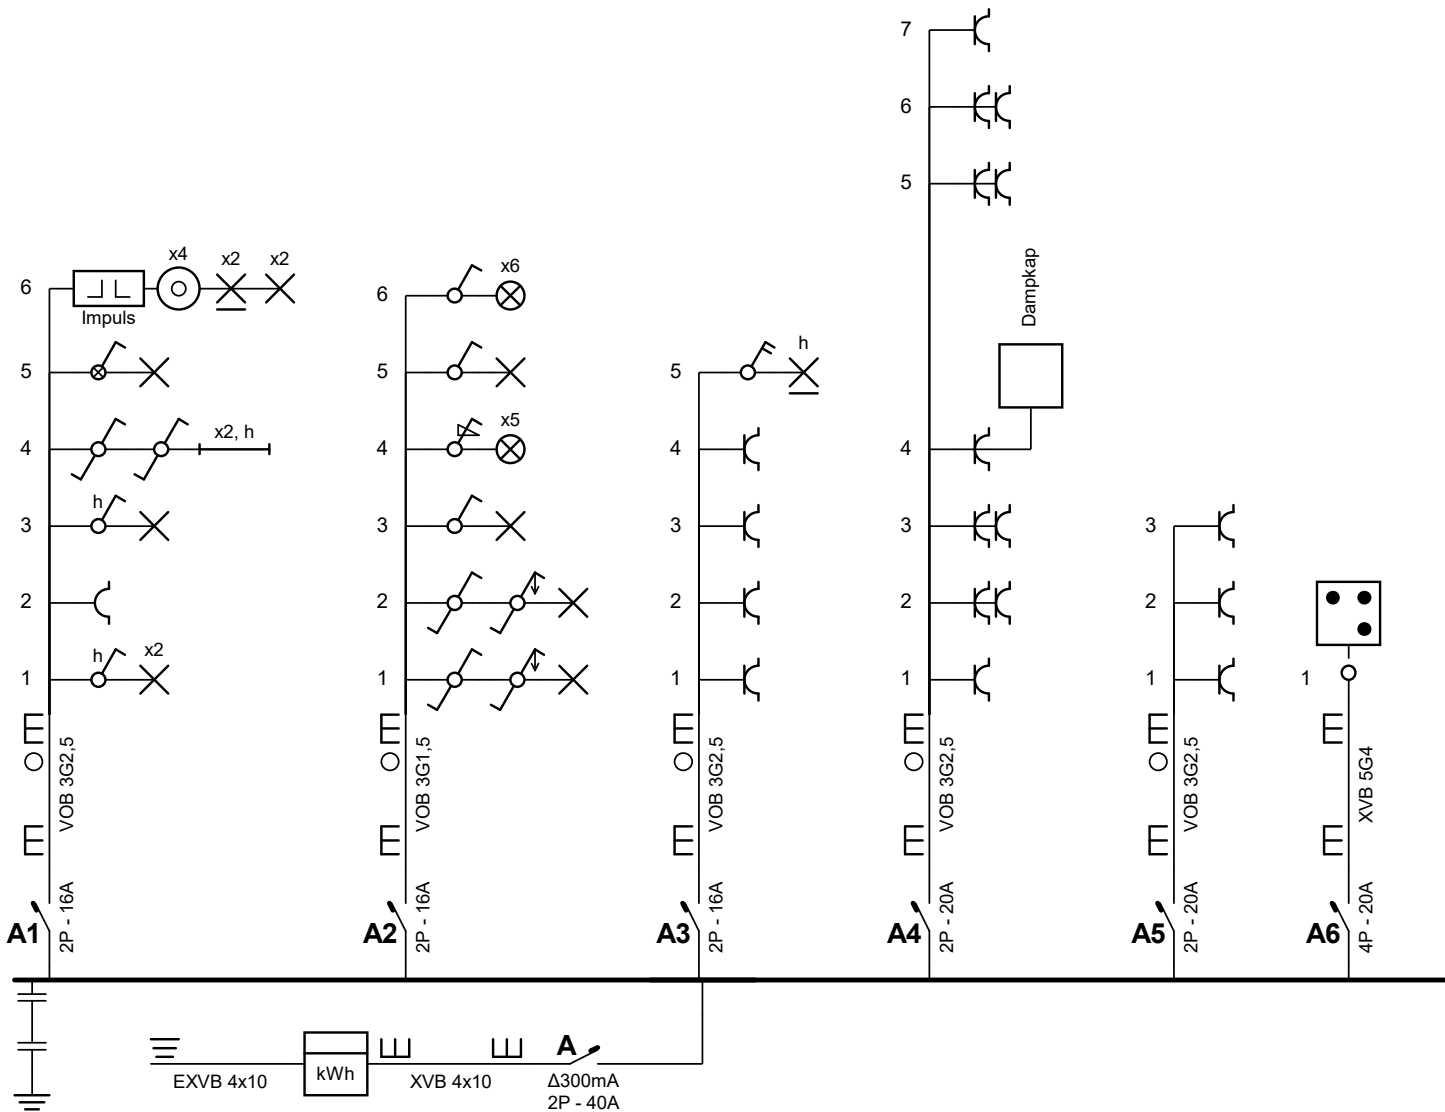 7
6
5
Dampkap
4
3
2
1
x4
x2
x2
6
Impuls
5
4
x2, h
3
h
2
1
h
x2
VOB 3G2,5
2P - 16A
A1
6
x6
5
4
x5
3
2
1
VOB 3G1,5
2P - 16A
A2
5
h
4
3
2
1
VOB 3G2,5
2P - 16A
A3
VOB 3G2,5
2P - 20A
A4
3
2
1
VOB 3G2,5
2P - 20A
A5
1
XVB 5G4
4P - 20A
A6
EXVB 4x10
kWh
XVB 4x10
A
Δ300mA
2P - 40A